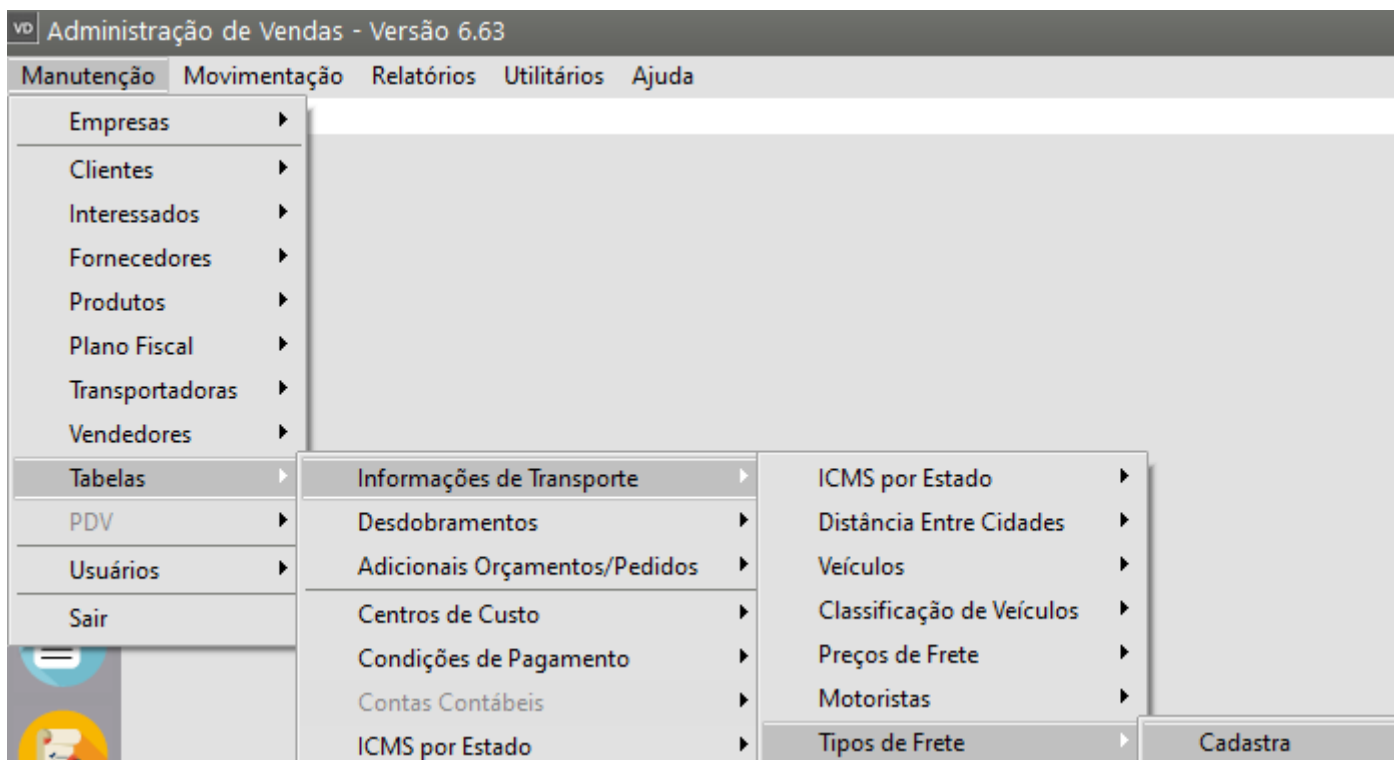 VD Administração de Vendas - Versão 6.63
Manutenção Movimentação Relatórios Utilitários Ajuda
Empresas
Clientes
Interessados
Fornecedores
Produtos
Plano Fiscal
Transportadoras
Vendedores
Tabelas
PDV
Usuários
Sair
Informações de Transporte
Desdobramentos
Adicionais Orçamentos/Pedidos
Centros de Custo
Condições de Pagamento
Contas Contábeis
ICMS por Estado
ICMS por Estado
Distância Entre Cidades
Veículos
Classificação de Veículos
Preços de Frete
Motoristas
Tipos de Frete
Cadastra